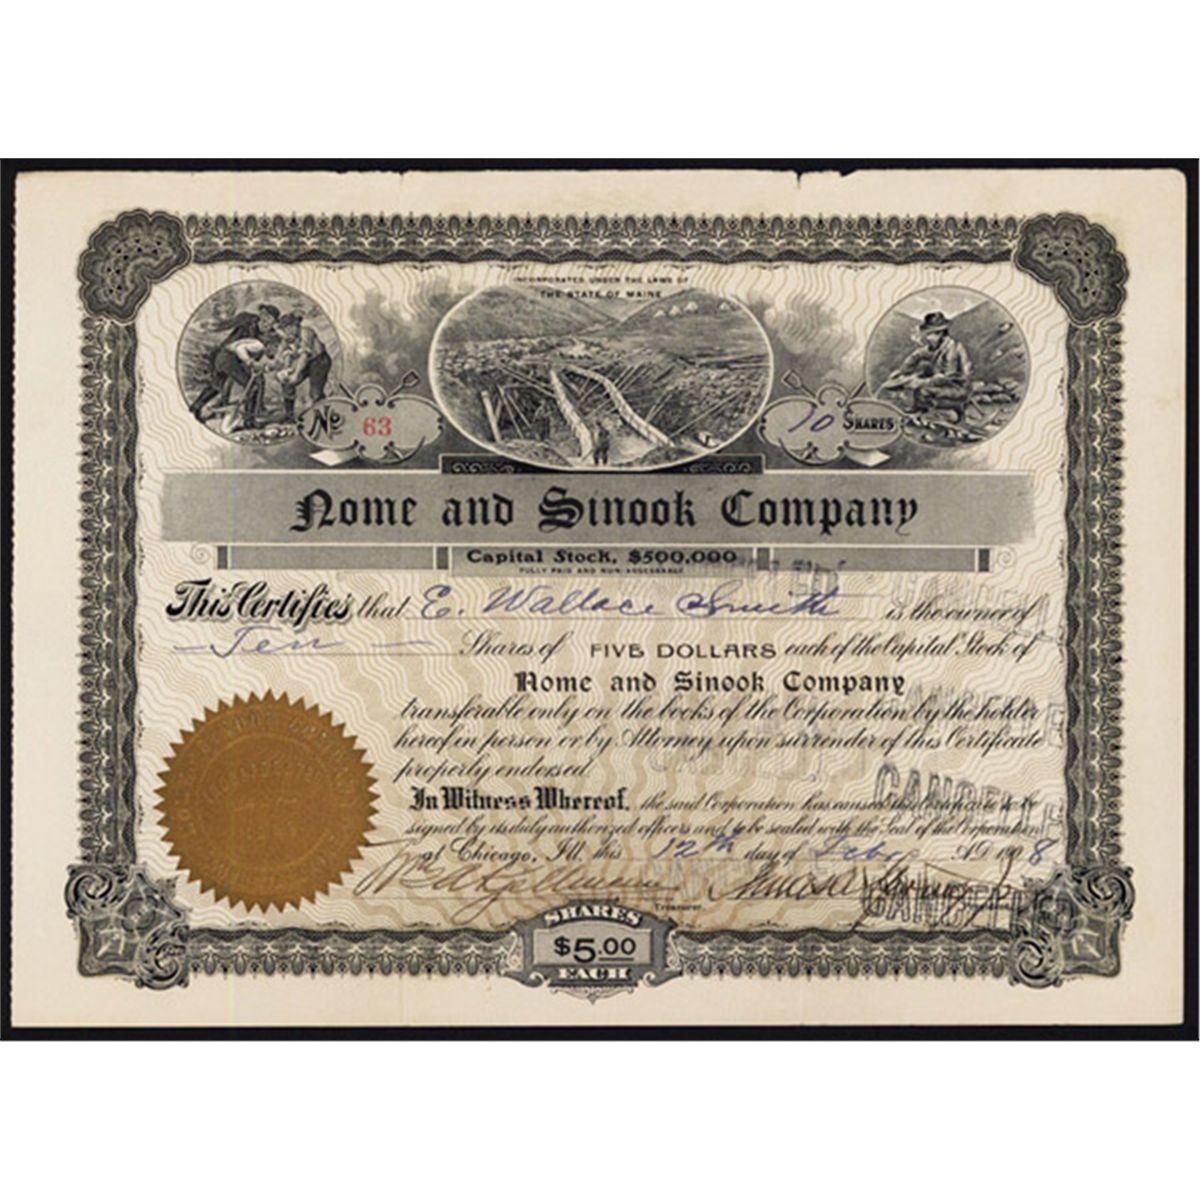 INCORPORATED UNDER THE LAWS OF
THE STATE OF MAINE
No. 63
10 SHARES
Nome and Sinook Company
Capital Stock, $500,000
FULLY PAID AND NON-ASSESSABLE
This Certifies that E. Wallace Smith is the owner of
— Ten — Shares of FIVE DOLLARS each of the Capital Stock of
Nome and Sinook Company
transferable only on the books of the Corporation by the holder
hereof in person or by Attorney upon surrender of this Certificate
properly endorsed.
In Witness Whereof, the said Corporation has caused this Certificate to be
signed by its duly authorized officers and to be sealed with the Seal of the Corporation
at Chicago, Ill. this 12th day of Feby A.D. 1908
Treasurer.
CANCELLED
CANCELLED
CANCELLED
CANCELLED
SHARES
$5.00
EACH